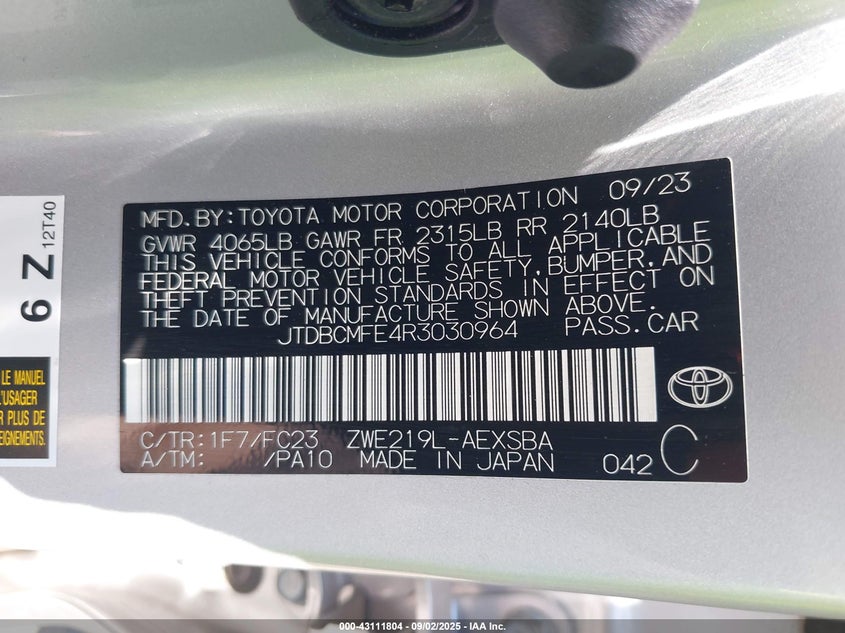 MFD. BY: TOYOTA MOTOR CORPORATION 09/23
GVWR 4065LB GAWR FR 2315LB RR 2140LB
THIS VEHICLE CONFORMS TO ALL APPLICABLE
FEDERAL MOTOR VEHICLE SAFETY, BUMPER, AND
THEFT PREVENTION STANDARDS IN EFFECT ON
THE DATE OF MANUFACTURE SHOWN ABOVE.
JTDBCMFE4R3030964 PASS. CAR
C/TR: 1F7/FC23 ZWE219L-AEXSBA
A/TM: /PA10 MADE IN JAPAN 042 C
6 Z 12T40
LE MANUEL
L'USAGER
PLUS DE
SEIGNEMENTS.
000-43111804 - 09/02/2025 - IAA Inc.